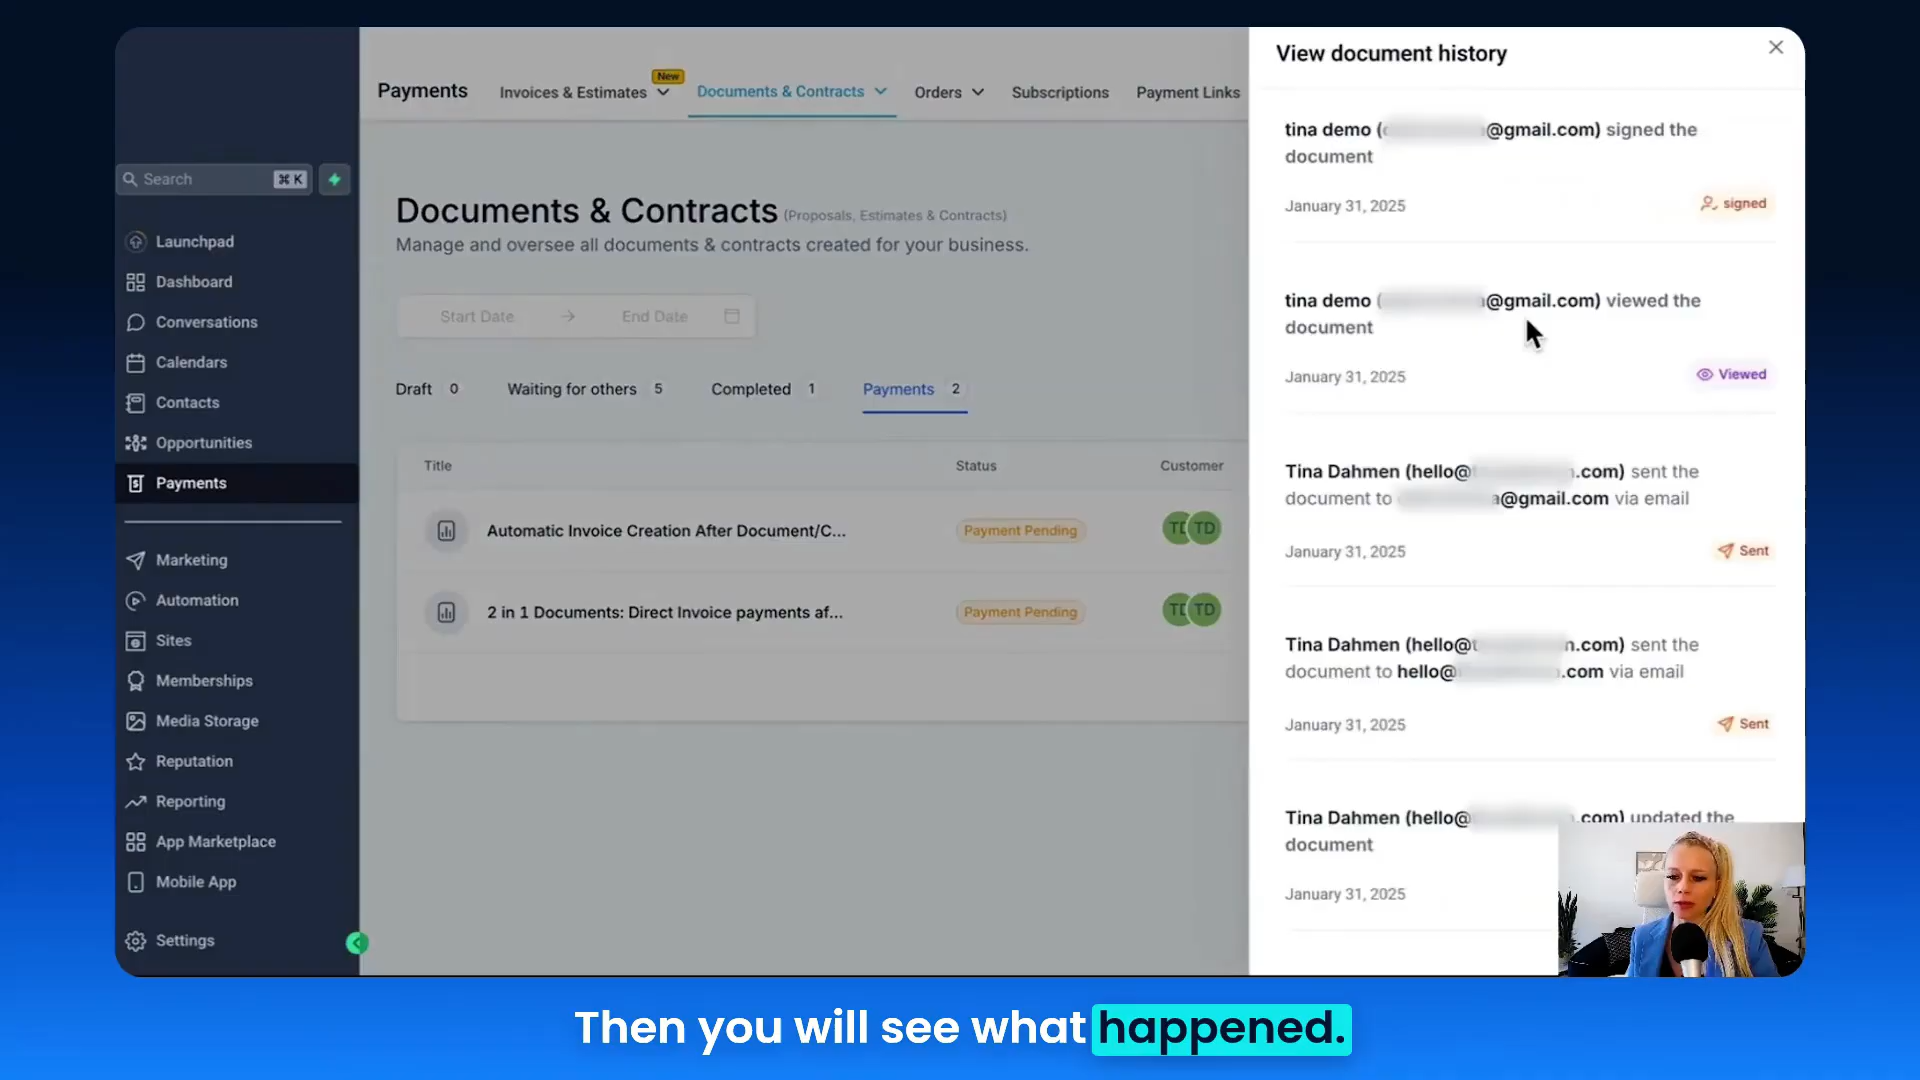 Search
⌘ K
Launchpad
Dashboard
Conversations
Calendars
Contacts
Opportunities
Payments
Marketing
Automation
Sites
Memberships
Media Storage
Reputation
Reporting
App Marketplace
Mobile App
Settings
Payments
Invoices & Estimates
New
Documents & Contracts
Orders
Subscriptions
Payment Links
Documents & Contracts (Proposals, Estimates & Contracts)
Manage and oversee all documents & contracts created for your business.
Start Date
End Date
Draft 0
Waiting for others 5
Completed 1
Payments 2
Title
Status
Customer
Automatic Invoice Creation After Document/C...
Payment Pending
TD TD
2 in 1 Documents: Direct Invoice payments af...
Payment Pending
TD TD
View document history
tina demo ( @gmail.com) signed the
document
January 31, 2025
signed
tina demo ( @gmail.com) viewed the
document
January 31, 2025
Viewed
Tina Dahmen (hello@ .com) sent the
document to @gmail.com via email
January 31, 2025
Sent
Tina Dahmen (hello@ .com) sent the
document to hello@ .com via email
January 31, 2025
Sent
Tina Dahmen (hello@ .com) updated the
document
January 31, 2025
Then you will see what happened.